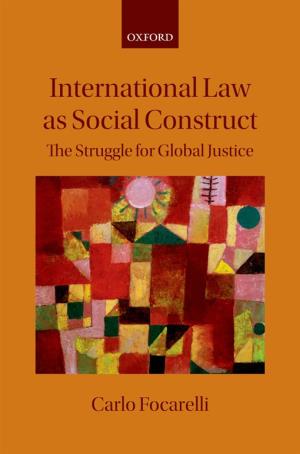 OXFORD
International Law
as Social Construct
The Struggle for Global Justice
Carlo Focarelli